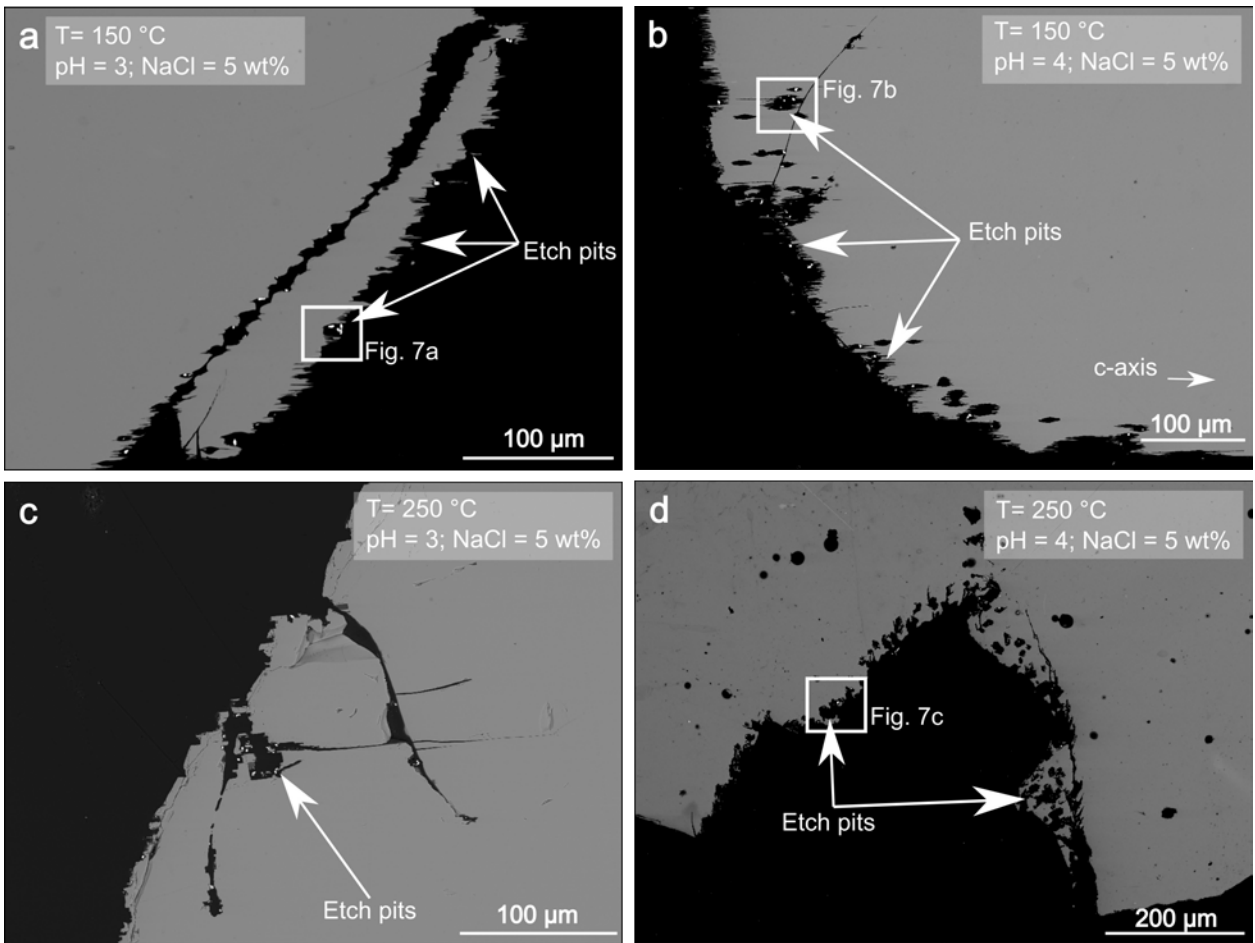 a
T= 150 °C
pH = 3; NaCl = 5 wt%
Etch pits
Fig. 7a
100 µm
b
T= 150 °C
pH = 4; NaCl = 5 wt%
Fig. 7b
Etch pits
c-axis
100 µm
c
T= 250 °C
pH = 3; NaCl = 5 wt%
Etch pits
100 µm
d
T= 250 °C
pH = 4; NaCl = 5 wt%
Fig. 7c
Etch pits
200 µm